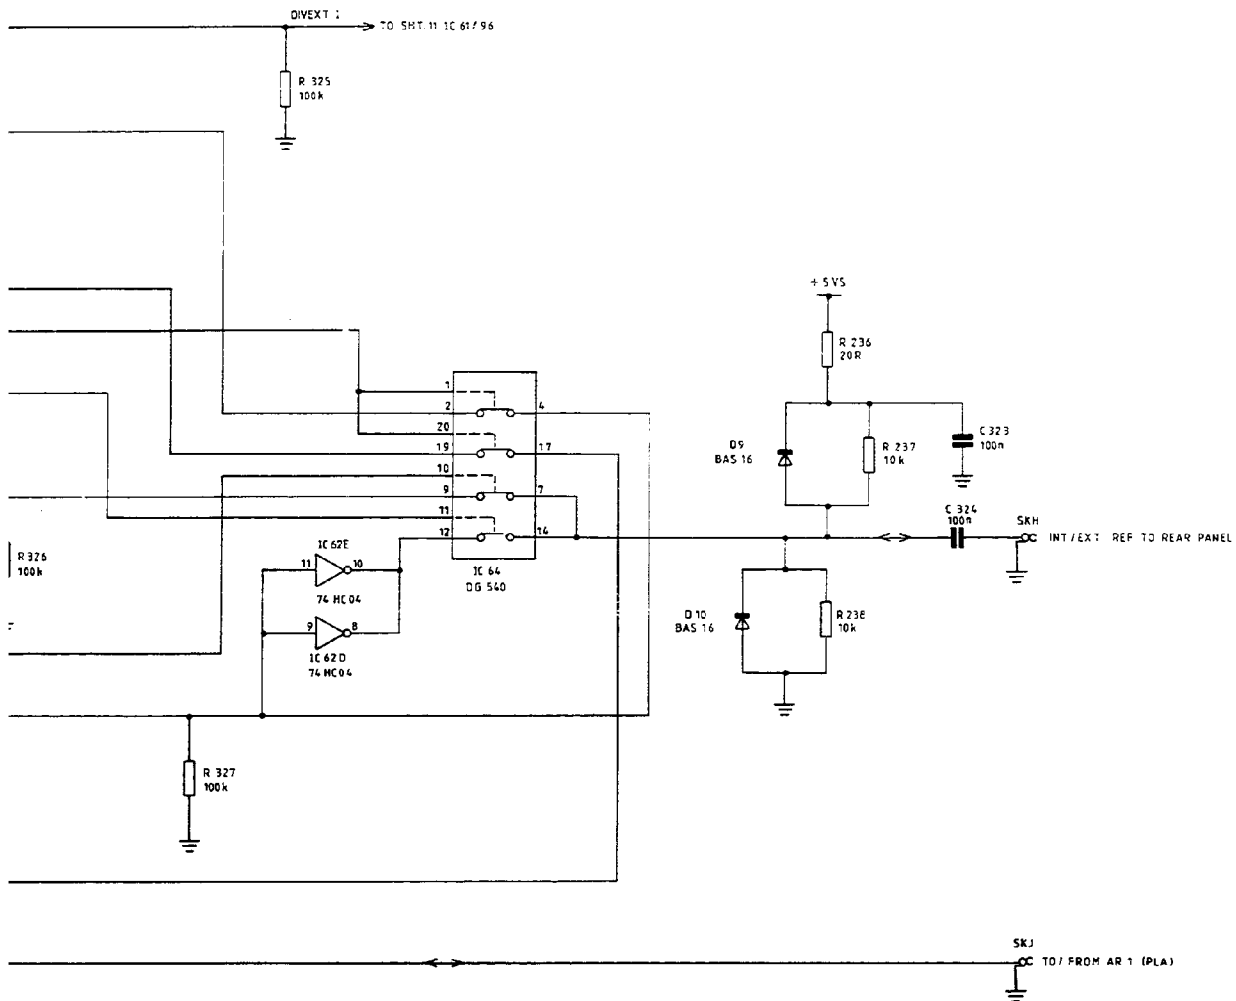 DIVEXT 1
TO SHT. 11 IC 61/96
R 325
100k
+ 5 VS
R 236
20R
1
2
4
20
19
17
10
9
7
11
12
14
D9
BAS 16
R 237
10k
C 323
100n
C 324
100n
SKH
INT / EXT REF TO REAR PANEL
R 326
100k
IC 62E
11
10
74 HC04
IC 64
DG 540
9
8
IC 62D
74 HC04
D 10
BAS 16
R 238
10k
R 327
100k
SKJ
TO / FROM AR 1 (PLA)